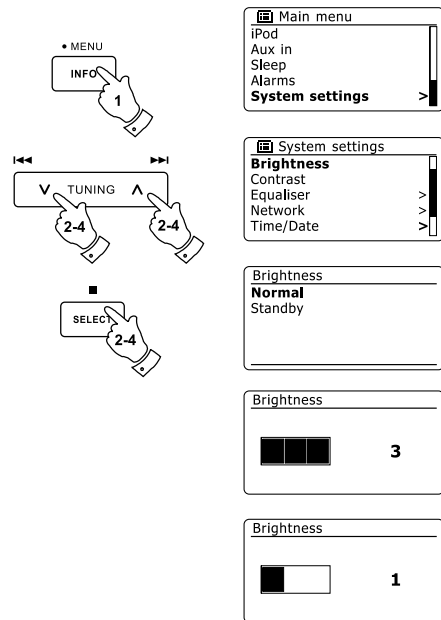 • MENU
INFO
1
TUNING
2-4
2-4
SELECT
2-4
Main menu
iPod
Aux in
Sleep
Alarms
System settings >
System settings
Brightness
Contrast
Equaliser >
Network >
Time/Date >
Brightness
Normal
Standby
Brightness
3
Brightness
1